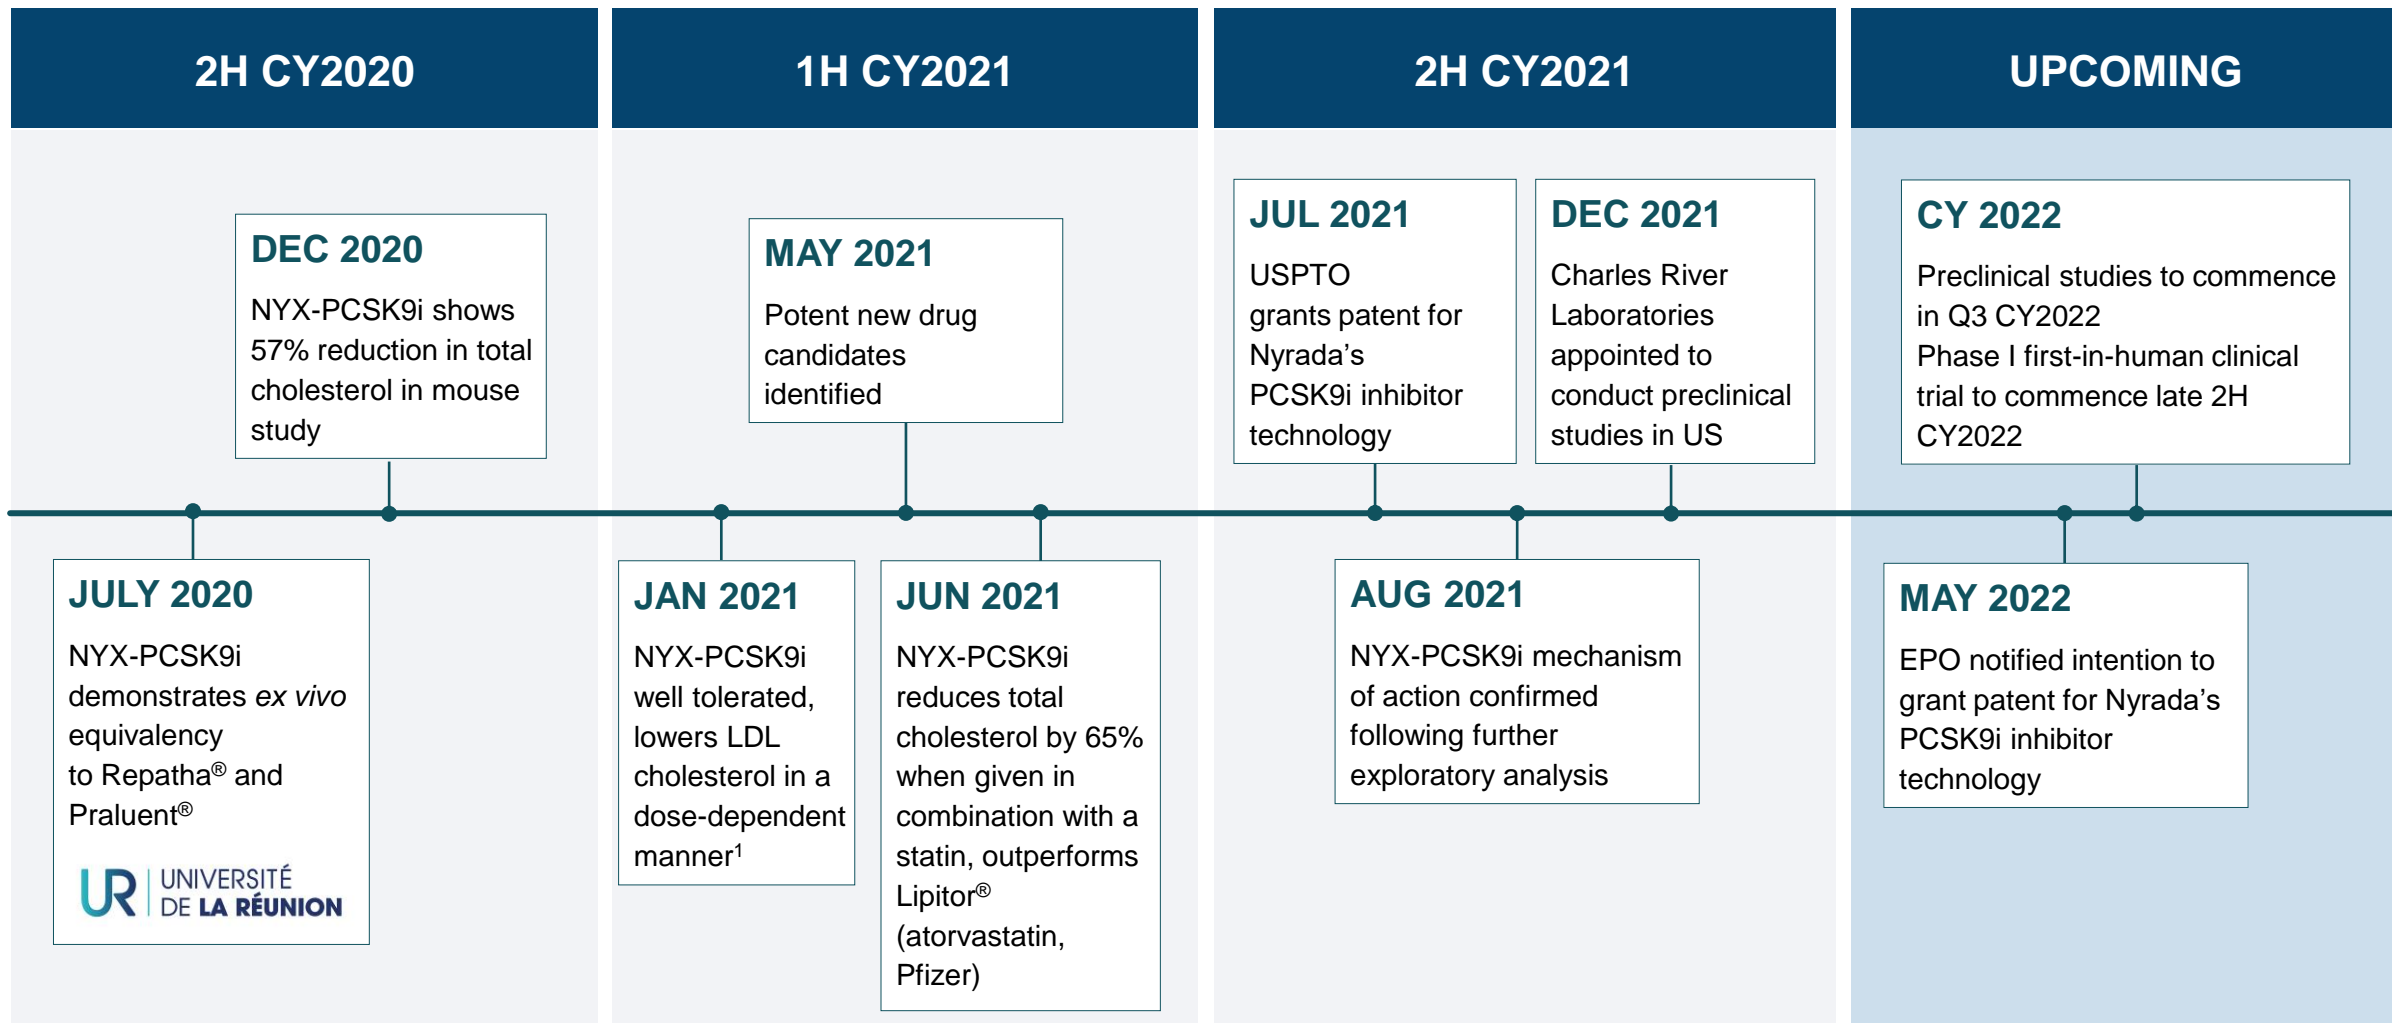 2H CY2020
1H CY2021
2H CY2021
UPCOMING
DEC 2020
NYX-PCSK9i shows
57% reduction in total
cholesterol in mouse
study
MAY 2021
Potent new drug
candidates
identified
JUL 2021
USPTO
grants patent for
Nyrada’s
PCSK9i inhibitor
technology
DEC 2021
Charles River
Laboratories
appointed to
conduct preclinical
studies in US
CY 2022
Preclinical studies to commence
in Q3 CY2022
Phase I first-in-human clinical
trial to commence late 2H
CY2022
JULY 2020
NYX-PCSK9i
demonstrates ex vivo
equivalency
to Repatha® and
Praluent®
UR UNIVERSITÉ
DE LA RÉUNION
JAN 2021
NYX-PCSK9i
well tolerated,
lowers LDL
cholesterol in a
dose-dependent
manner¹
JUN 2021
NYX-PCSK9i
reduces total
cholesterol by 65%
when given in
combination with a
statin, outperforms
Lipitor®
(atorvastatin,
Pfizer)
AUG 2021
NYX-PCSK9i mechanism
of action confirmed
following further
exploratory analysis
MAY 2022
EPO notified intention to
grant patent for Nyrada’s
PCSK9i inhibitor
technology